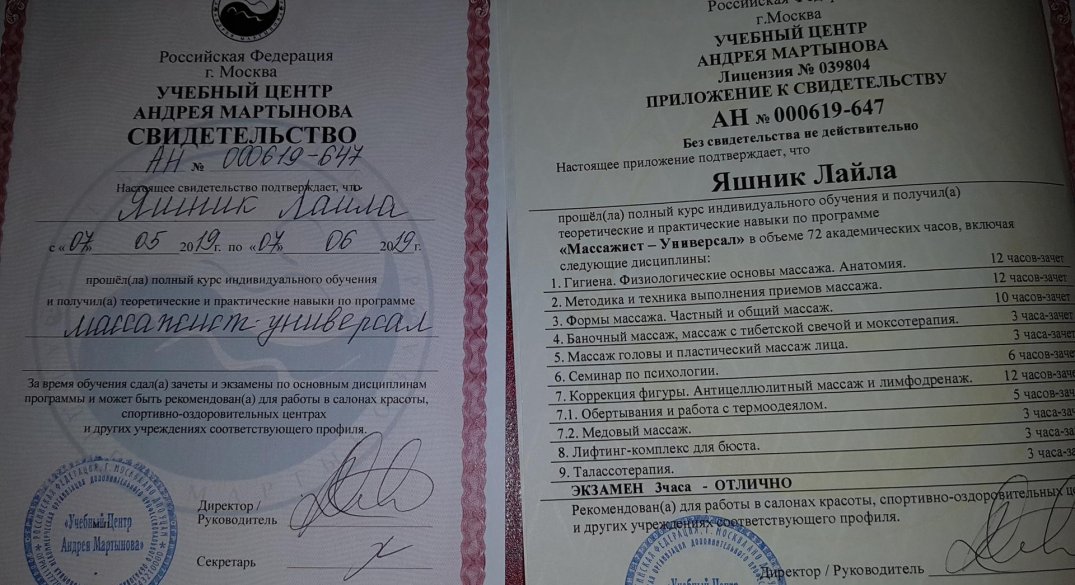 Российская Федерация
г. Москва
УЧЕБНЫЙ ЦЕНТР
АНДРЕЯ МАРТЫНОВА
СВИДЕТЕЛЬСТВО
АН № 000619-647
Настоящее свидетельство подтверждает, что
Яшник Лайла
с «07» 05 2019 г. по «07» 06 2019 г.
прошёл(ла) полный курс индивидуального обучения
и получил(а) теоретические и практические навыки по программе
массажист-универсал
За время обучения сдал(а) зачеты и экзамены по основным дисциплинам
программы и может быть рекомендован(а) для работы в салонах красоты,
спортивно-оздоровительных центрах
и других учреждениях соответствующего профиля.
Директор /
Руководитель
Секретарь
«Учебный Центр
Андрея Мартынова»
Российская Федерация
г.Москва
УЧЕБНЫЙ ЦЕНТР
АНДРЕЯ МАРТЫНОВА
Лицензия № 039804
ПРИЛОЖЕНИЕ К СВИДЕТЕЛЬСТВУ
АН № 000619-647
Без свидетельства не действительно
Настоящее приложение подтверждает, что
Яшник Лайла
прошёл(ла) полный курс индивидуального обучения и получил(а)
теоретические и практические навыки по программе
«Массажист – Универсал» в объеме 72 академических часов, включая
следующие дисциплины:
1. Гигиена. Физиологические основы массажа. Анатомия. 12 часов-зачет
2. Методика и техника выполнения приемов массажа. 12 часов-зачет
3. Формы массажа. Частный и общий массаж. 10 часов-зачет
4. Баночный массаж, массаж с тибетской свечой и моксотерапия. 3 часа-зачет
5. Массаж головы и пластический массаж лица. 3 часа-зачет
6. Семинар по психологии. 6 часов-зачет
7. Коррекция фигуры. Антицеллюлитный массаж и лимфодренаж. 12 часов-зачет
7.1. Обертывания и работа с термоодеялом. 5 часов-зач
7.2. Медовый массаж. 3 часа-зач
8. Лифтинг-комплекс для бюста. 3 часа-за
9. Талассотерапия. 3 часа-за
ЭКЗАМЕН 3часа - ОТЛИЧНО
Рекомендован(а) для работы в салонах красоты, спортивно-оздоровительных
и других учреждениях соответствующего профиля.
Директор / Руководитель
«Учебный Центр